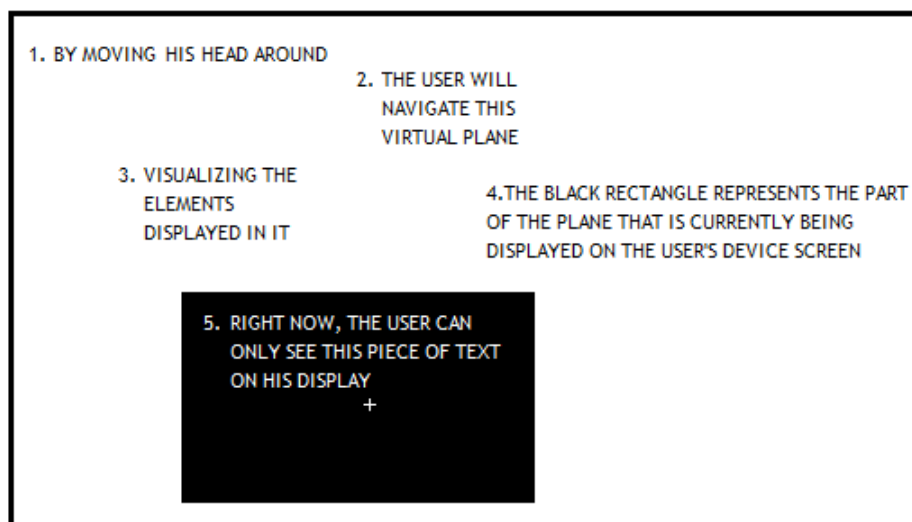 1. BY MOVING HIS HEAD AROUND
2. THE USER WILL
NAVIGATE THIS
VIRTUAL PLANE
3. VISUALIZING THE
ELEMENTS
DISPLAYED IN IT
4.THE BLACK RECTANGLE REPRESENTS THE PART
OF THE PLANE THAT IS CURRENTLY BEING
DISPLAYED ON THE USER'S DEVICE SCREEN
5. RIGHT NOW, THE USER CAN
ONLY SEE THIS PIECE OF TEXT
ON HIS DISPLAY
+